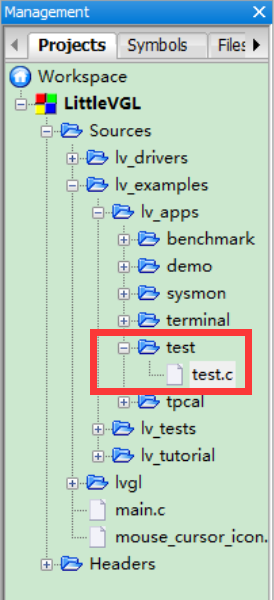 Management
Projects Symbols Files
Workspace
LittleVGL
Sources
lv_drivers
lv_examples
lv_apps
benchmark
demo
sysmon
terminal
test
test.c
tpcal
lv_tests
lv_tutorial
lvgl
main.c
mouse_cursor_icon.
Headers